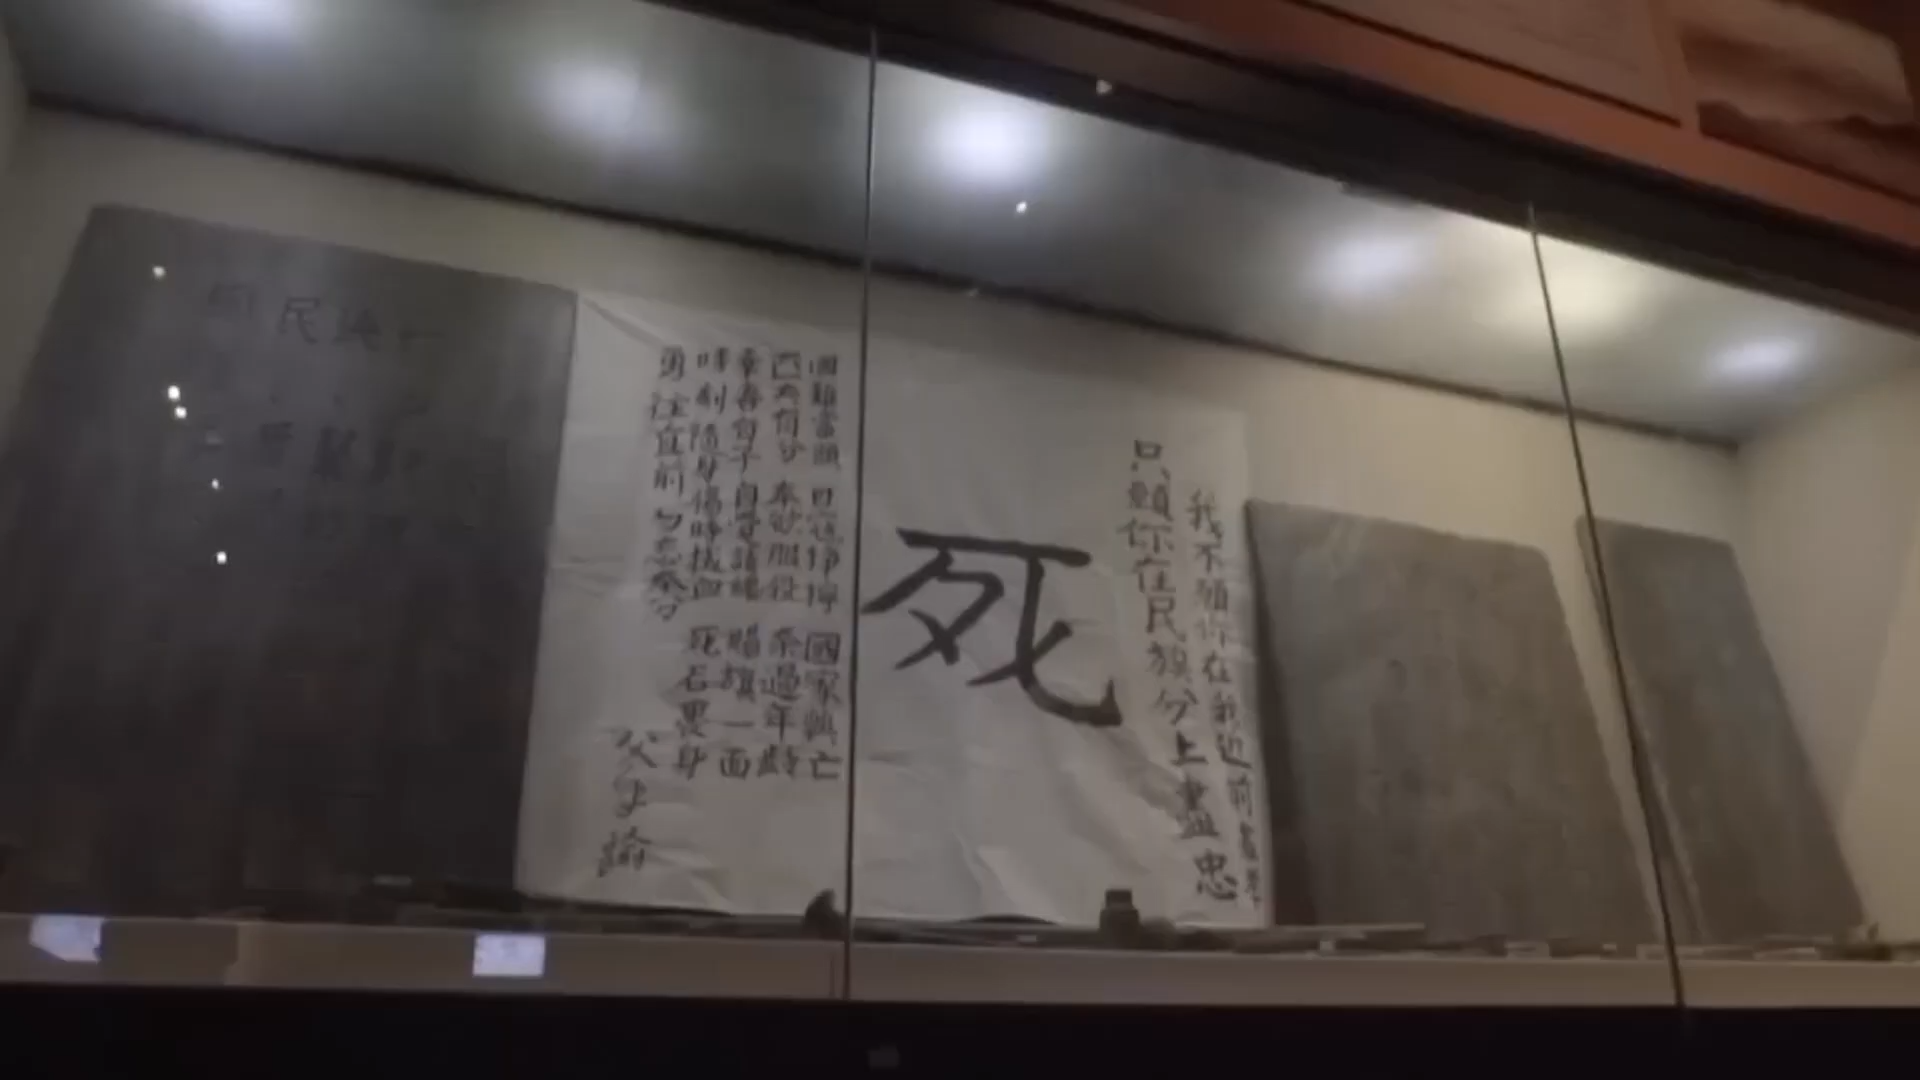 我不願你在我近前盡孝
只願你在民族分上盡忠
死
国難當頭 日寇猙獰 國家興亡
匹夫有分 本欲服役 奈過年齡
幸吾有子 自覺請纓 賜旗一面
時刻隨身 傷時拭血 死后裹身
勇往直前 勿忘本分
父手諭